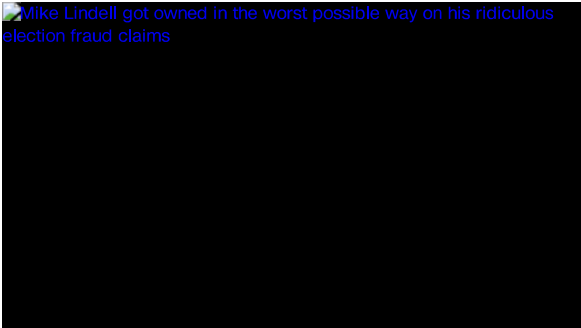 Mike Lindell got owned in the worst possible way on his ridiculous
election fraud claims